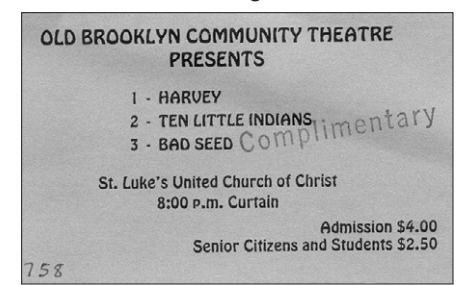 OLD BROOKLYN COMMUNITY THEATRE
PRESENTS
1 - HARVEY
2 - TEN LITTLE INDIANS
3 - BAD SEED
Complimentary
St. Luke's United Church of Christ
8:00 P.m. Curtain
Admission $4.00
Senior Citizens and Students $2.50
758